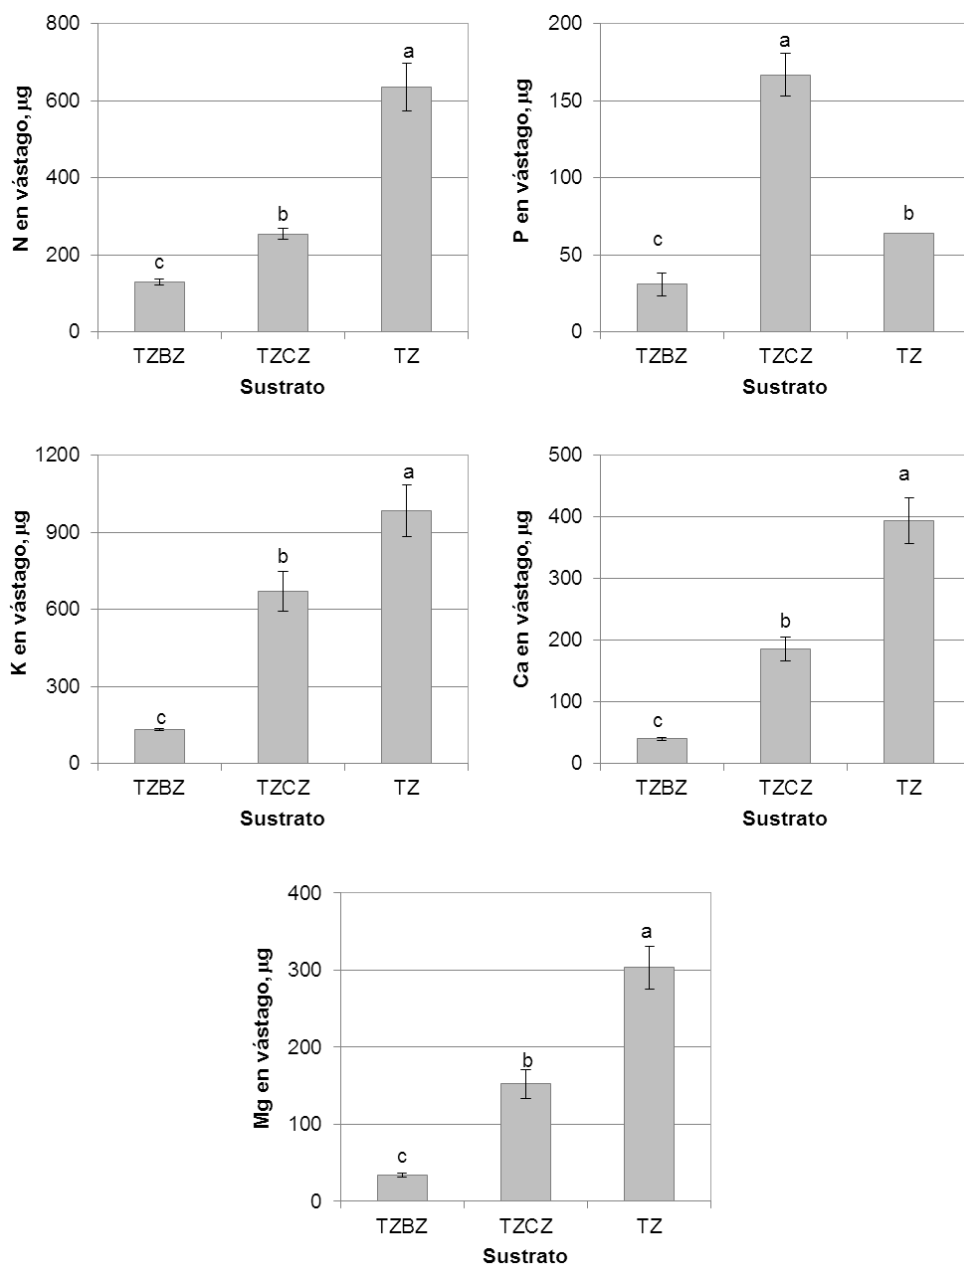 N en vástago, µg
800
600
400
200
0
c
b
a
TZBZ TZCZ TZ
Sustrato
P en vástago, µg
200
150
100
50
0
c
a
b
TZBZ TZCZ TZ
Sustrato
K en vástago, µg
1200
900
600
300
0
c
b
a
TZBZ TZCZ TZ
Sustrato
Ca en vástago, µg
500
400
300
200
100
0
c
b
a
TZBZ TZCZ TZ
Sustrato
Mg en vástago, µg
400
300
200
100
0
c
b
a
TZBZ TZCZ TZ
Sustrato